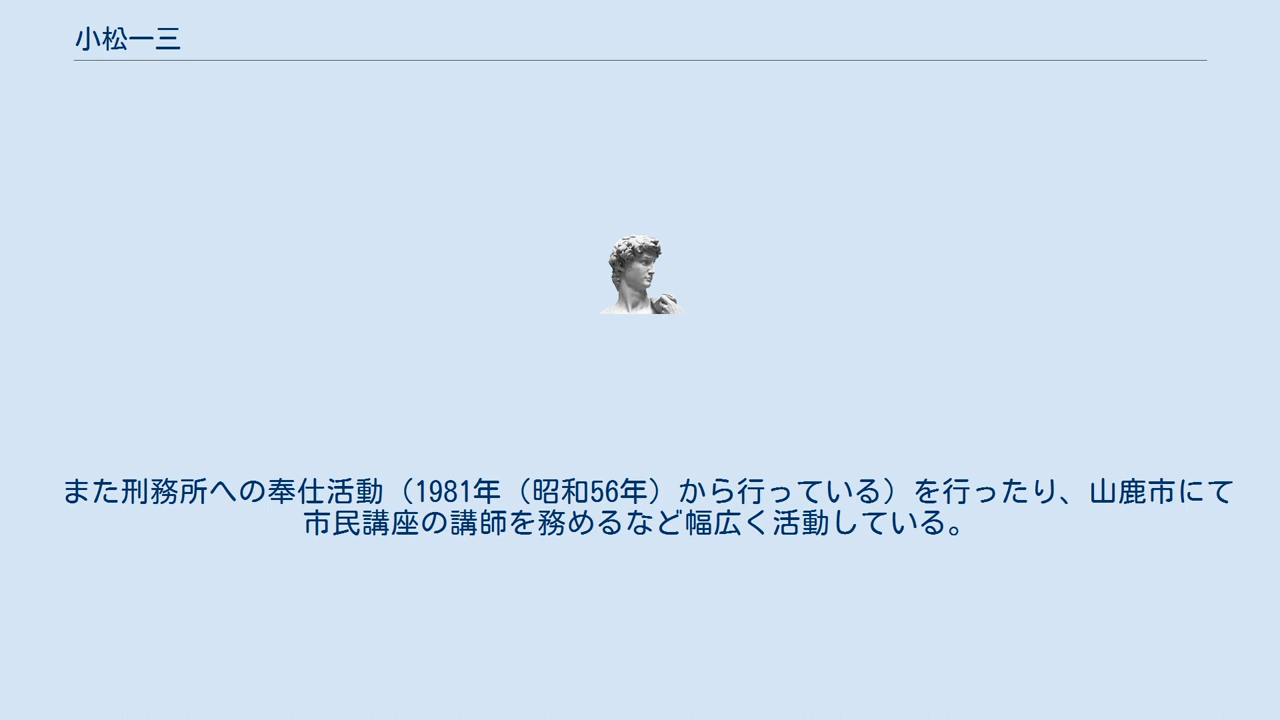 小松一三
また刑務所への奉仕活動（1981年（昭和56年）から行っている）を行ったり、山鹿市にて
市民講座の講師を務めるなど幅広く活動している。